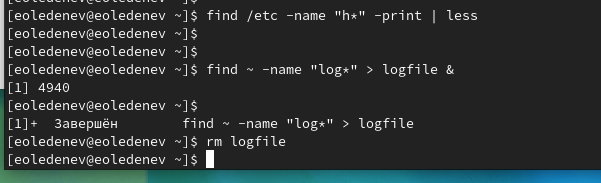 [eoledenev@eoledenev ~]$ find /etc -name "h*" -print | less
[eoledenev@eoledenev ~]$
[eoledenev@eoledenev ~]$
[eoledenev@eoledenev ~]$ find ~ -name "log*" > logfile &
[1] 4940
[eoledenev@eoledenev ~]$
[1]+  Завершён        find ~ -name "log*" > logfile
[eoledenev@eoledenev ~]$ rm logfile
[eoledenev@eoledenev ~]$